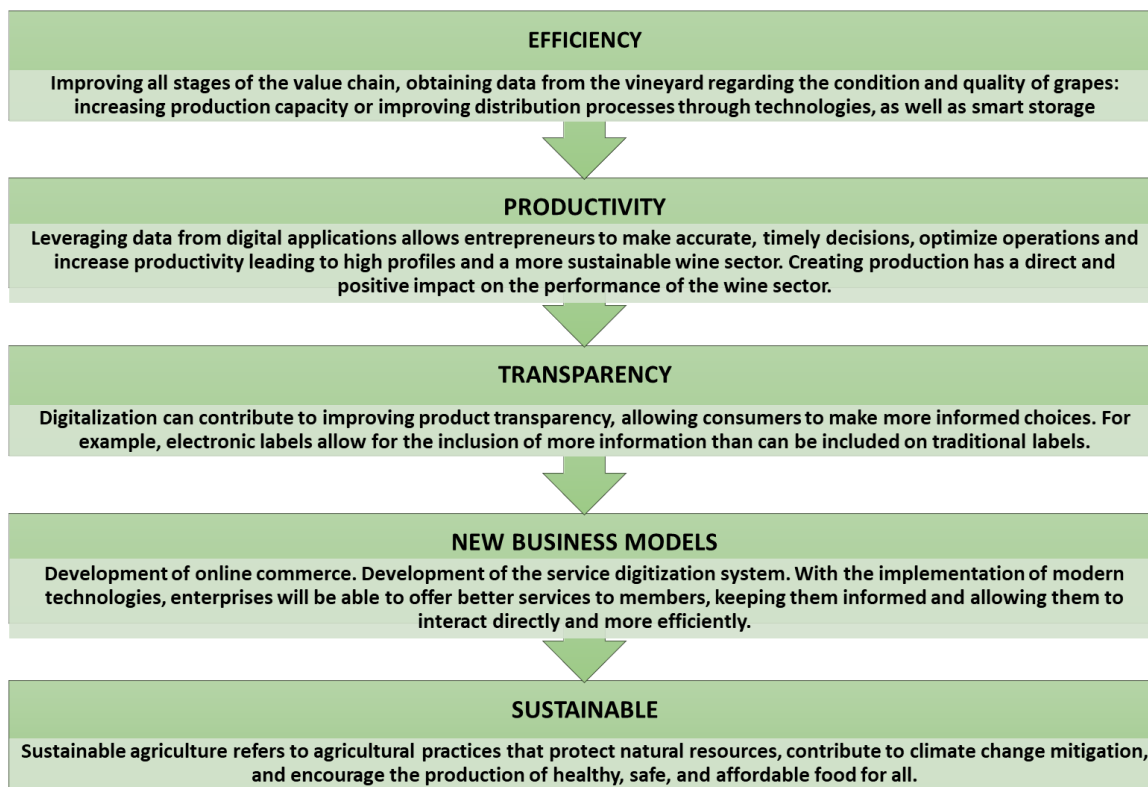 EFFICIENCY
Improving all stages of the value chain, obtaining data from the vineyard regarding the condition and quality of grapes:
increasing production capacity or improving distribution processes through technologies, as well as smart storage
PRODUCTIVITY
Leveraging data from digital applications allows entrepreneurs to make accurate, timely decisions, optimize operations and
increase productivity leading to high profiles and a more sustainable wine sector. Creating production has a direct and
positive impact on the performance of the wine sector.
TRANSPARENCY
Digitalization can contribute to improving product transparency, allowing consumers to make more informed choices. For
example, electronic labels allow for the inclusion of more information than can be included on traditional labels.
NEW BUSINESS MODELS
Development of online commerce. Development of the service digitization system. With the implementation of modern
technologies, enterprises will be able to offer better services to members, keeping them informed and allowing them to
interact directly and more efficiently.
SUSTAINABLE
Sustainable agriculture refers to agricultural practices that protect natural resources, contribute to climate change mitigation,
and encourage the production of healthy, safe, and affordable food for all.